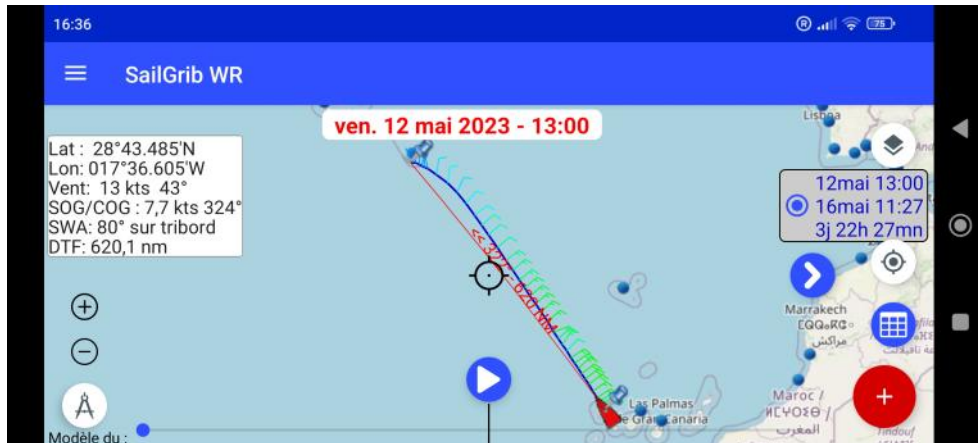 16:36
R
75
SailGrib WR
ven. 12 mai 2023 - 13:00
Lat : 28°43.485'N
Lon: 017°36.605'W
Vent: 13 kts 43°
SOG/COG : 7,7 kts 324°
SWA: 80° sur tribord
DTF: 620,1 nm
12mai 13:00
16mai 11:27
3j 22h 27mn
Marrakech
مراكش
Las Palmas
de Gran Canaria
Maroc /
المغرب
Modèle du :